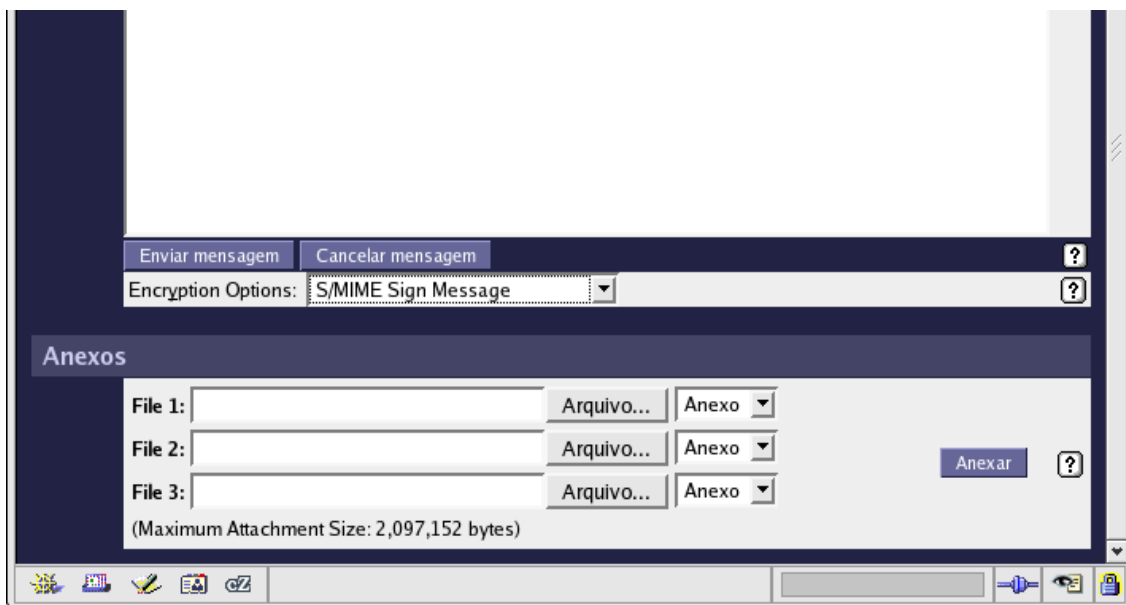 Enviar mensagem Cancelar mensagem ?
Encryption Options: S/MIME Sign Message ?
Anexos
File 1: Arquivo... Anexo
File 2: Arquivo... Anexo
Anexar ?
File 3: Arquivo... Anexo
(Maximum Attachment Size: 2,097,152 bytes)
cZ